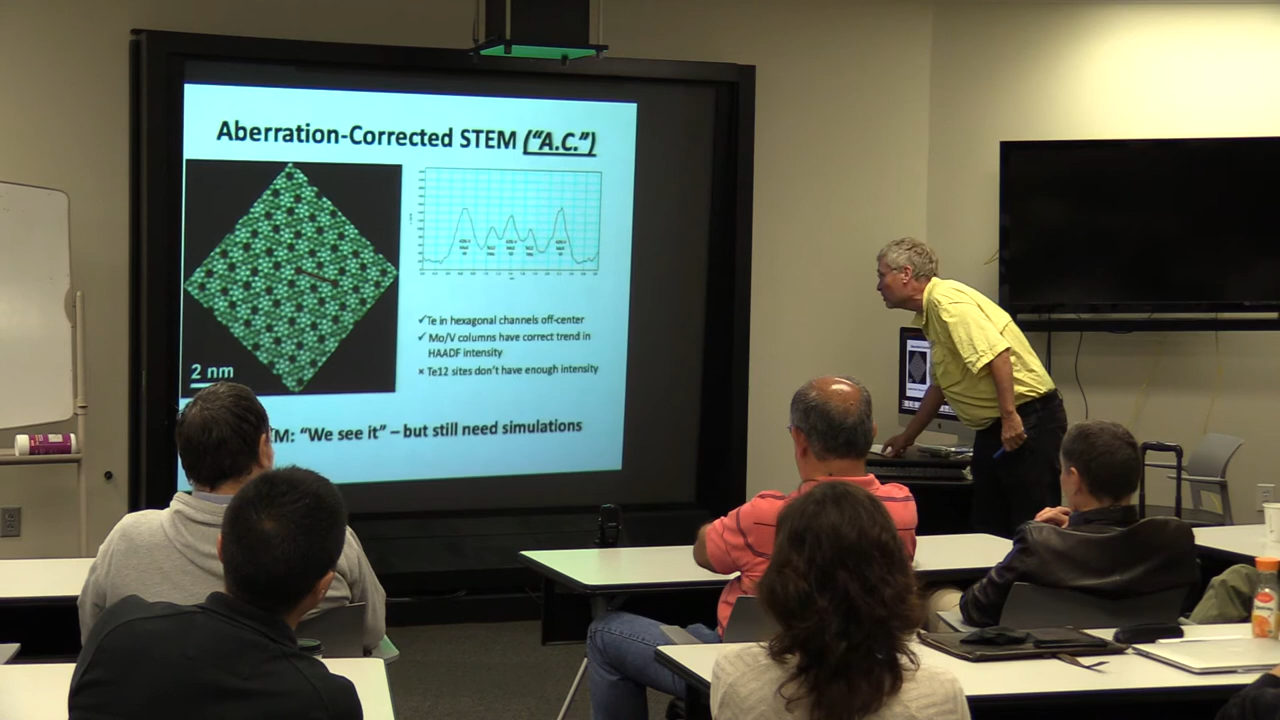 Aberration-Corrected STEM ("A.C.")
✓Te in hexagonal channels off-center
✓ Mo/V columns have correct trend in
HAADF intensity
× Te12 sites don't have enough intensity
2 nm
M: "We see it" – but still need simulations